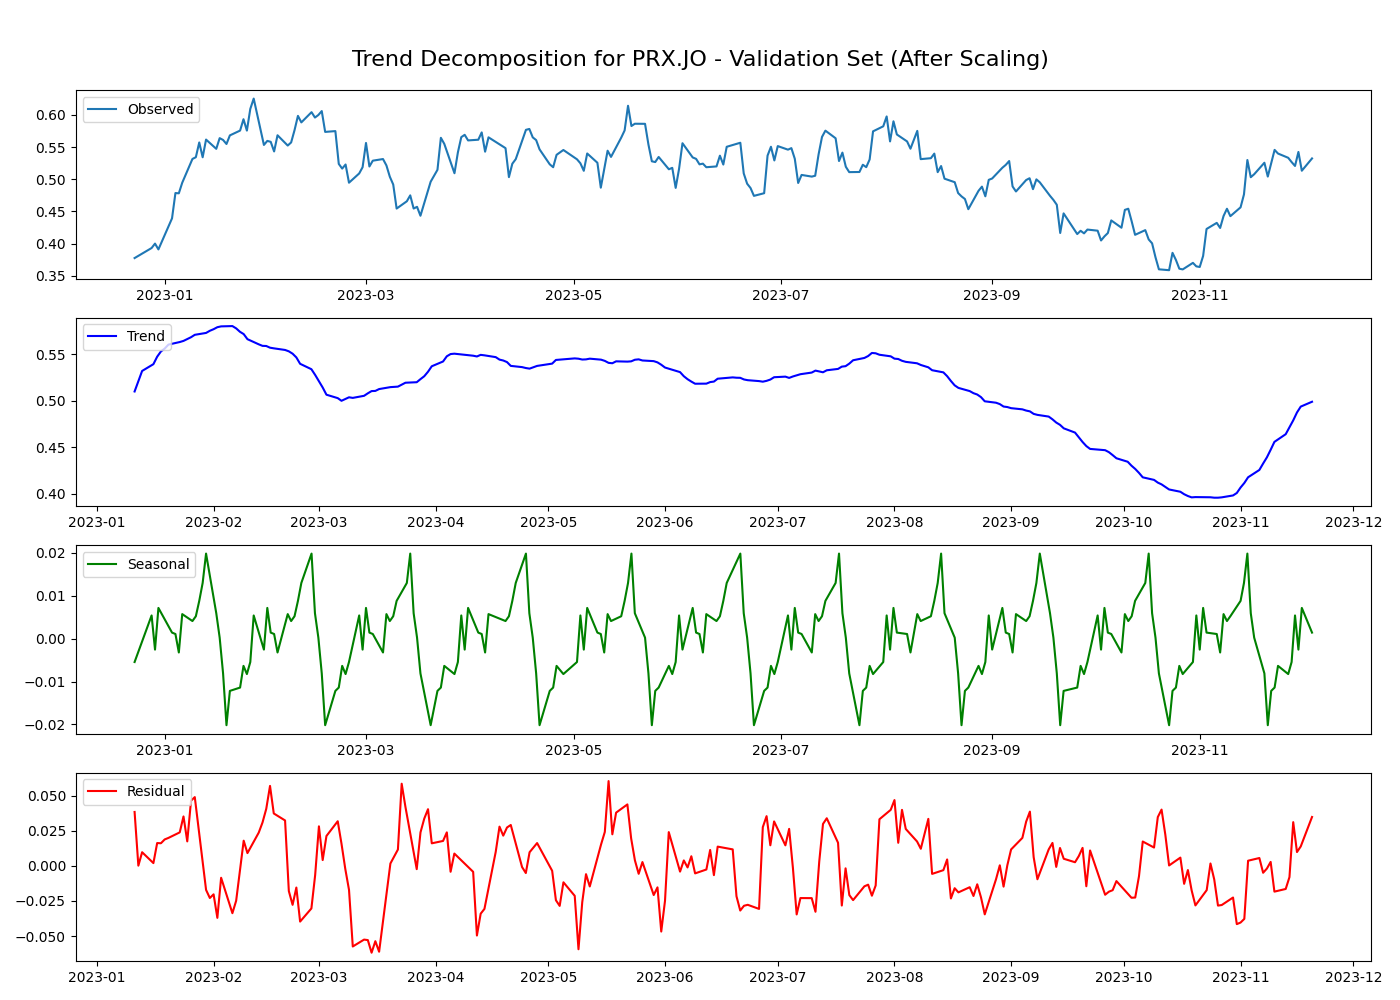 Trend Decomposition for PRX.JO - Validation Set (After Scaling)
Observed
0.60
0.55
0.50
0.45
0.40
0.35
2023-01 2023-03 2023-05 2023-07 2023-09 2023-11
Trend
0.55
0.50
0.45
0.40
2023-01 2023-02 2023-03 2023-04 2023-05 2023-06 2023-07 2023-08 2023-09 2023-10 2023-11 2023-12
Seasonal
0.02
0.01
0.00
−0.01
−0.02
2023-01 2023-03 2023-05 2023-07 2023-09 2023-11
Residual
0.050
0.025
0.000
−0.025
−0.050
2023-01 2023-02 2023-03 2023-04 2023-05 2023-06 2023-07 2023-08 2023-09 2023-10 2023-11 2023-12